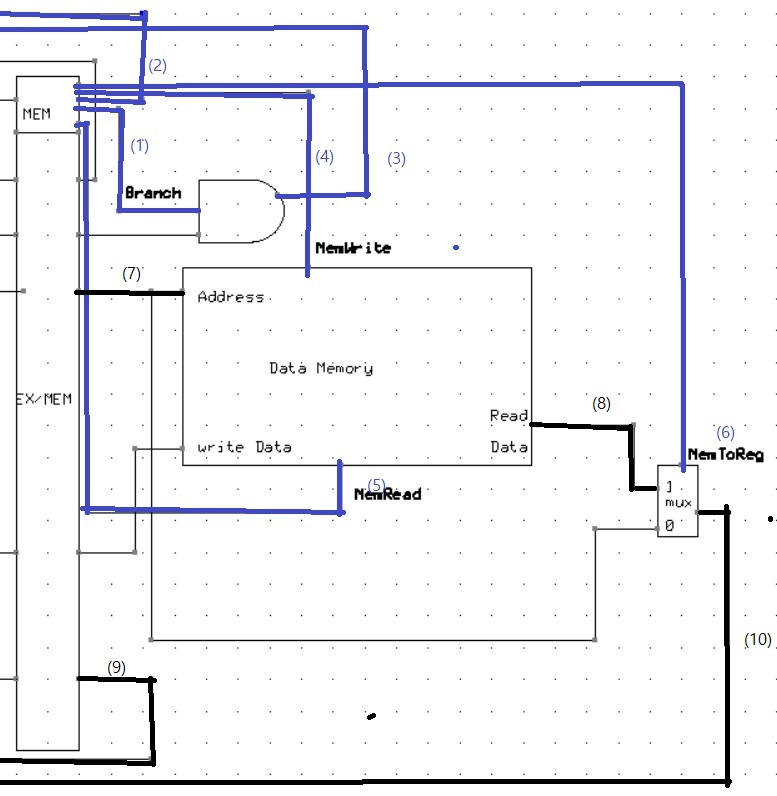 (2)
MEM
(1)
(4)
(3)
Branch
MemWrite
(7)
Address
Data Memory
EX/MEM
Read
(8)
write Data
Data
(6)
MemToReg
(5)
MemRead
1
mux
0
(10)
(9)